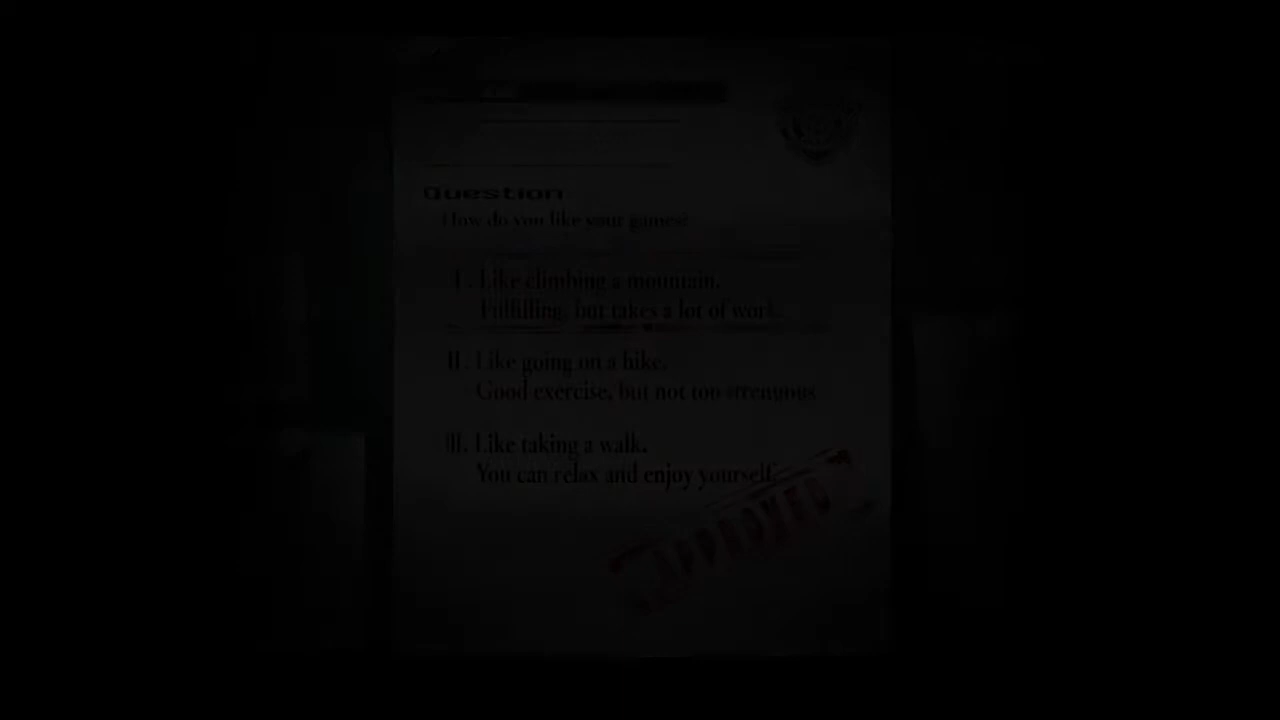 Question
How do you like your games?
I. Like climbing a mountain.
Fulfilling, but takes a lot of work.
II. Like going on a hike.
Good exercise, but not too strenuous.
III. Like taking a walk.
You can relax and enjoy yourself.
APPROVED